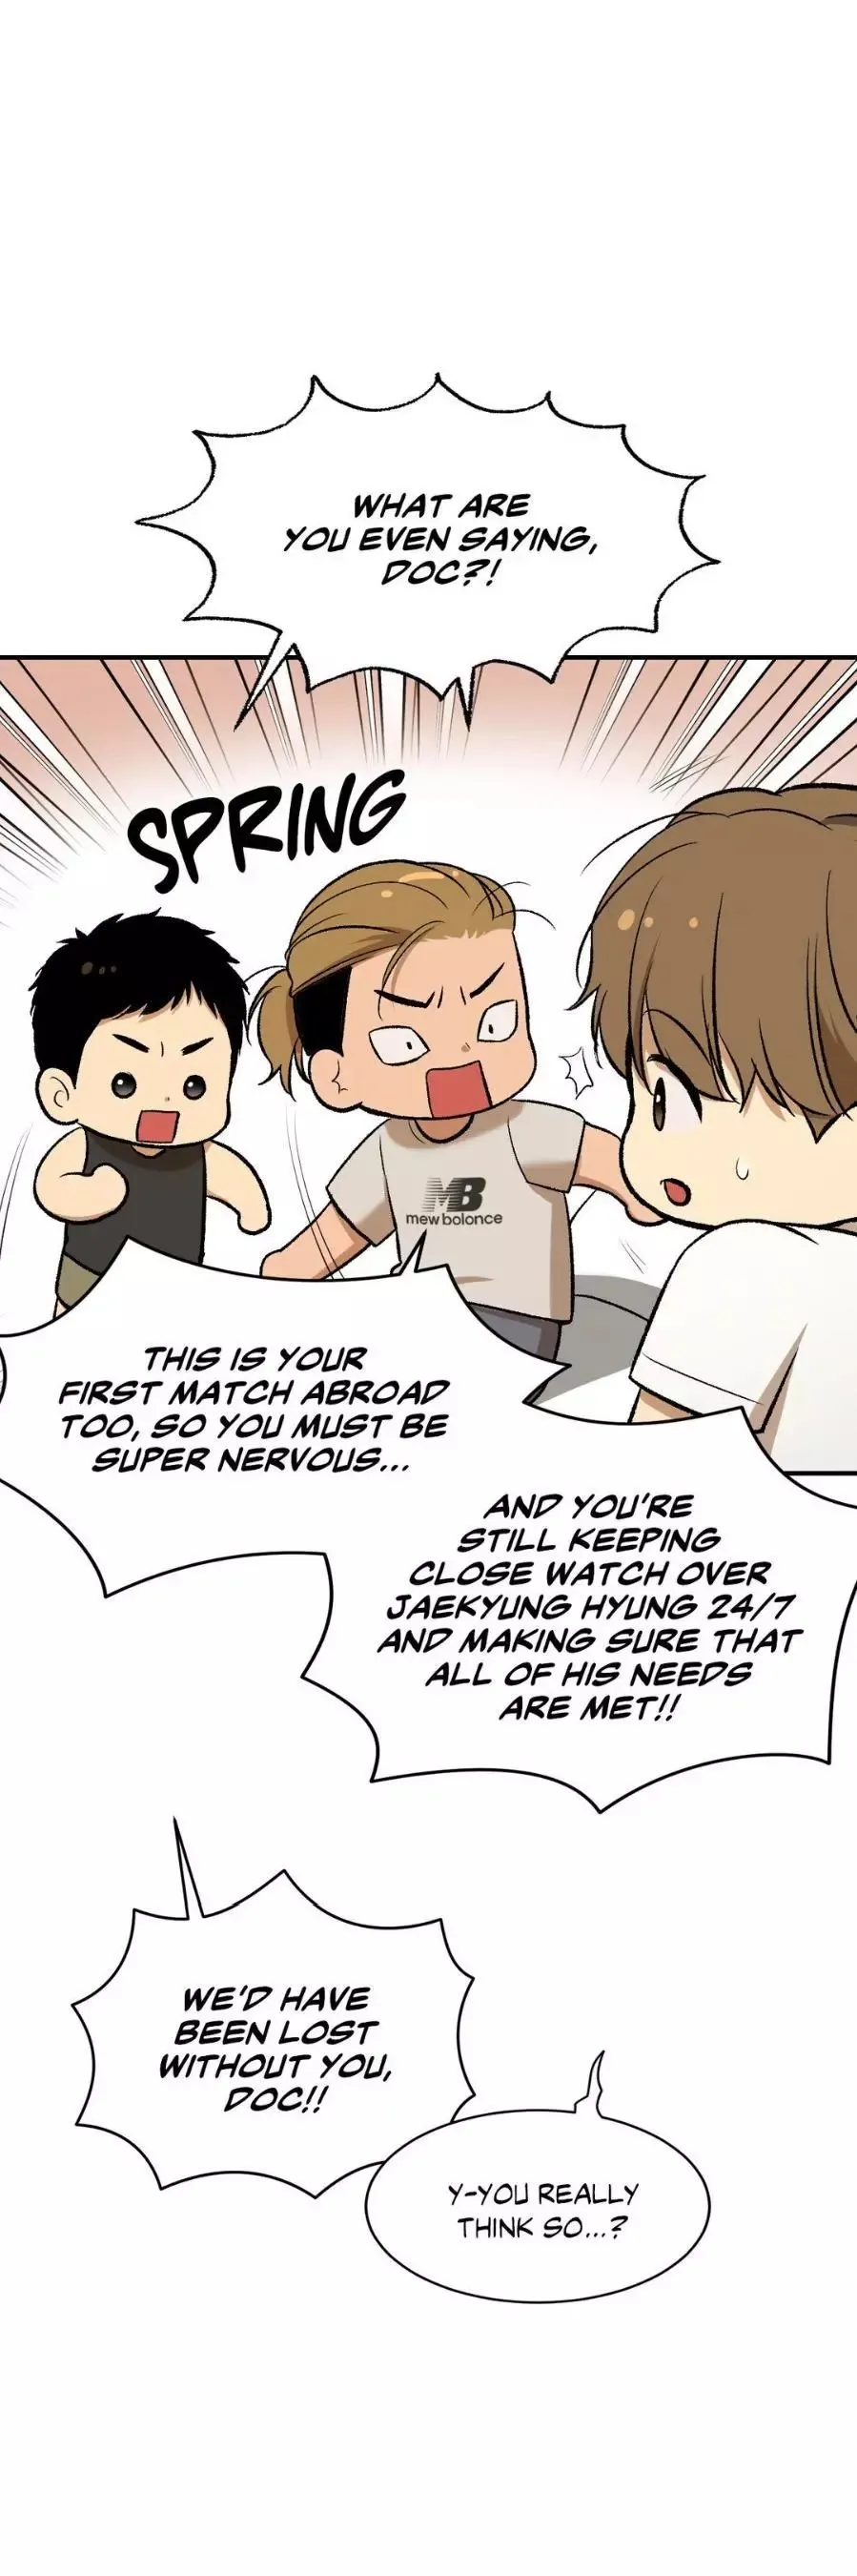 WHAT ARE
YOU EVEN SAYING,
DOC?!
SPRING
MB
mew bolonce
THIS IS YOUR
FIRST MATCH ABROAD
TOO, SO YOU MUST BE
SUPER NERVOUS...
AND YOU'RE
STILL KEEPING
CLOSE WATCH OVER
JAEKYUNG HYUNG 24/7
AND MAKING SURE THAT
ALL OF HIS NEEDS
ARE MET!!
WE'D HAVE
BEEN LOST
WITHOUT YOU,
DOC!!
Y-YOU REALLY
THINK SO...?